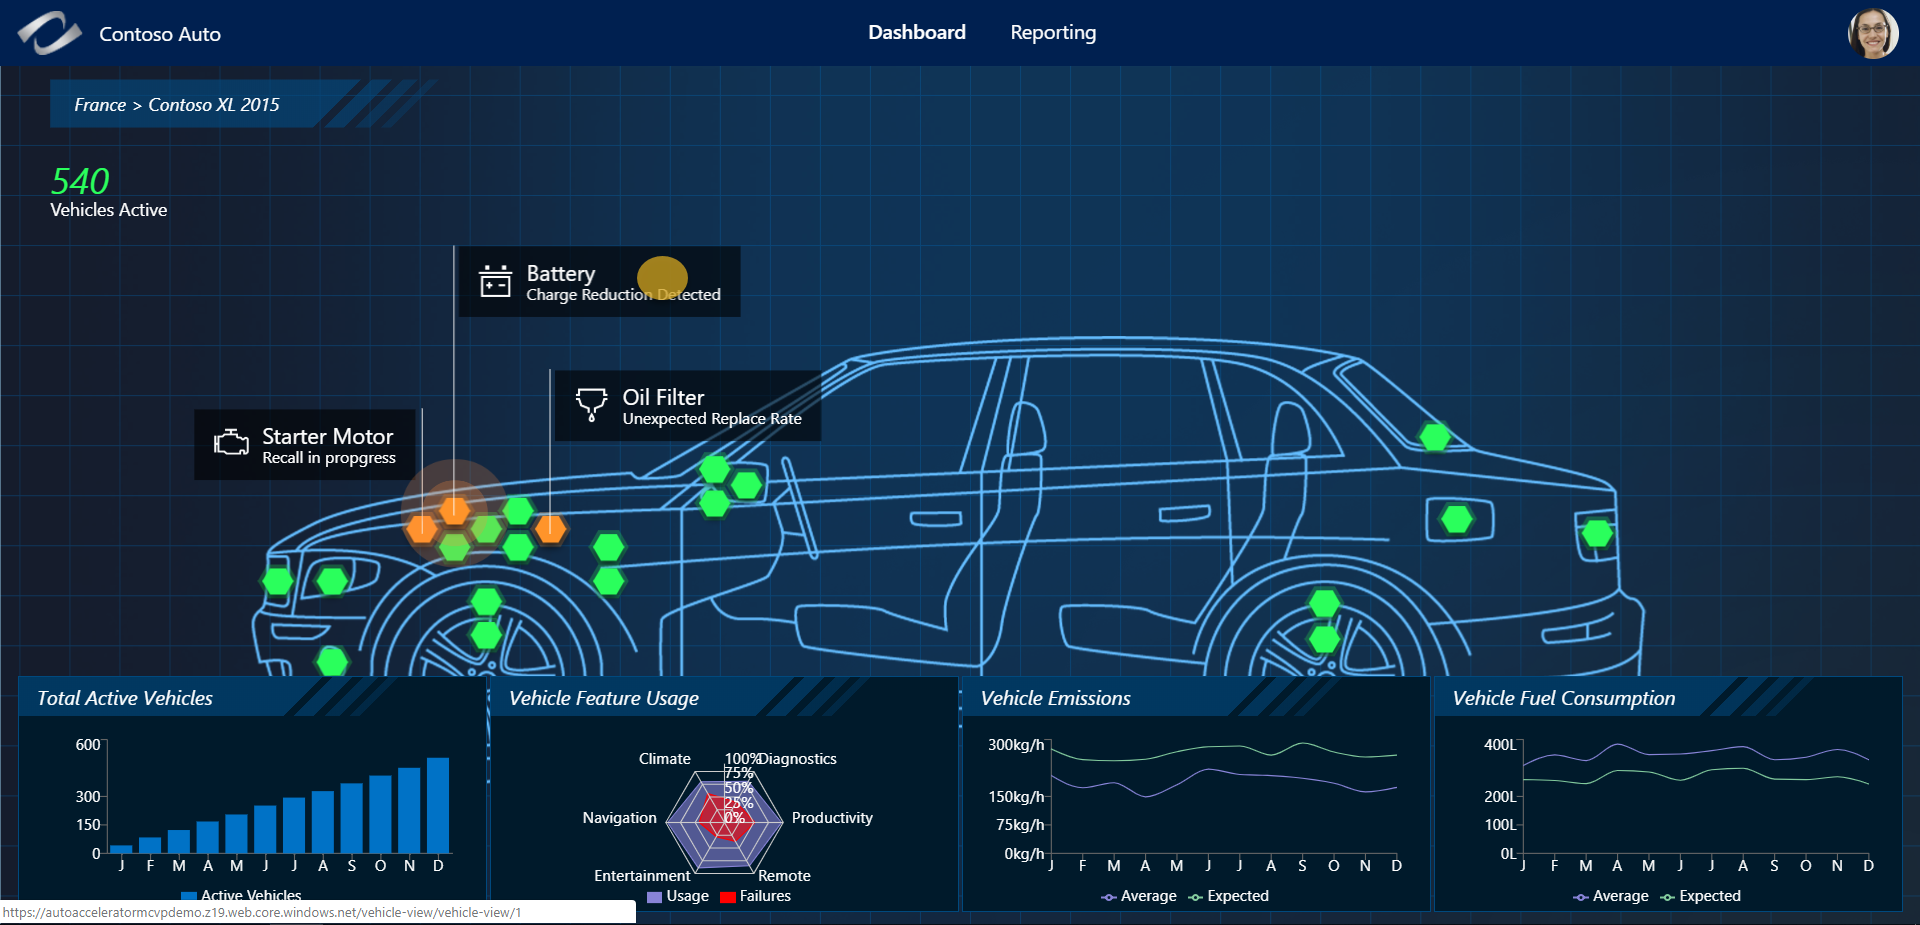 Contoso Auto
Dashboard
Reporting
France > Contoso XL 2015
540
Vehicles Active
Battery
Charge Reduction Detected
Oil Filter
Unexpected Replace Rate
Starter Motor
Recall in propgress
Total Active Vehicles
600
300
150
0
J F M A M J J A S O N D
Active Vehicles
Vehicle Feature Usage
Climate
100%
Diagnostics
75%
50%
25%
0%
Navigation
Productivity
Entertainment
Remote
Usage
Failures
Vehicle Emissions
300kg/h
150kg/h
75kg/h
0kg/h
J F M A M J J A S O N D
Average
Expected
Vehicle Fuel Consumption
400L
200L
100L
0L
J F M A M J J A S O N D
Average
Expected
https://autoacceleratormcvpdemo.z19.web.core.windows.net/vehicle-view/vehicle-view/1